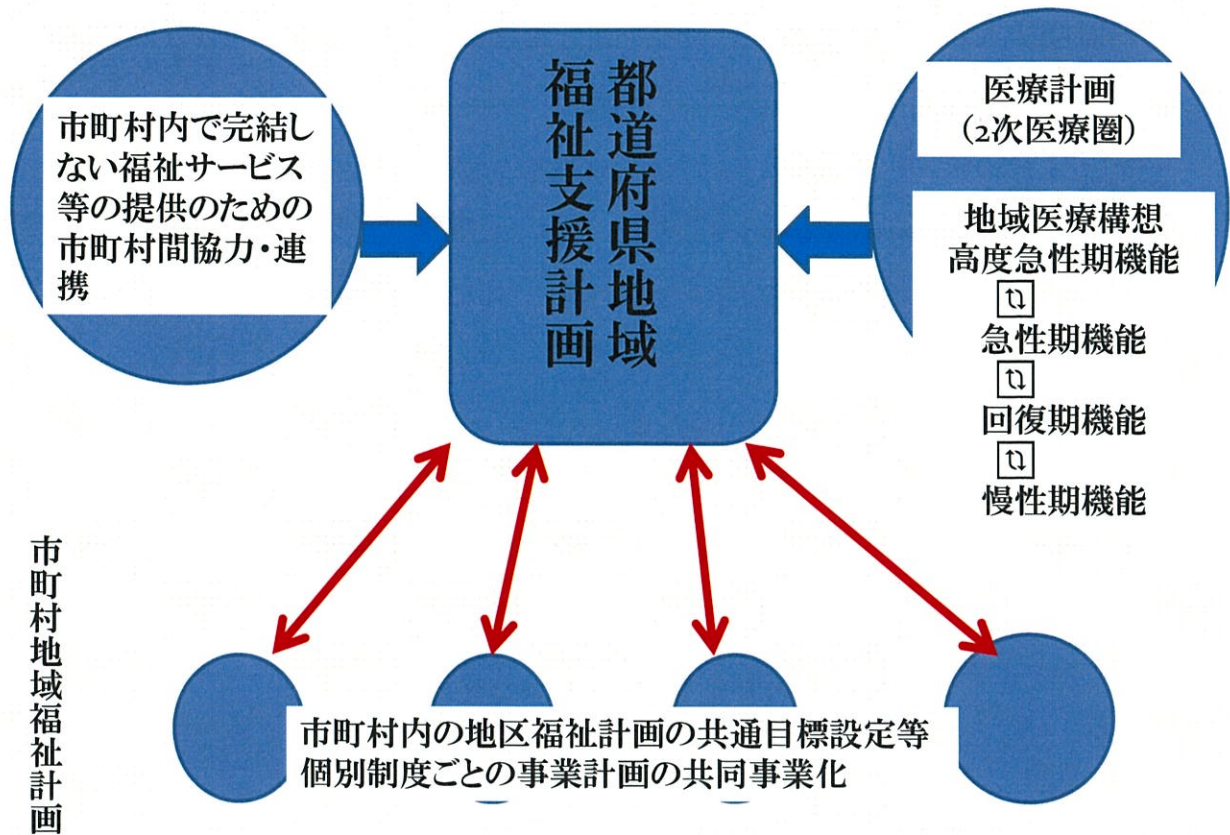 市町村内で完結し
ない福祉サービス
等の提供のための
市町村間協力・連
携
都道府県地域
福祉支援計画
医療計画
(2次医療圏)
地域医療構想
高度急性期機能
急性期機能
回復期機能
慢性期機能
市町村地域福祉計画
市町村内の地区福祉計画の共通目標設定等
個別制度ごとの事業計画の共同事業化